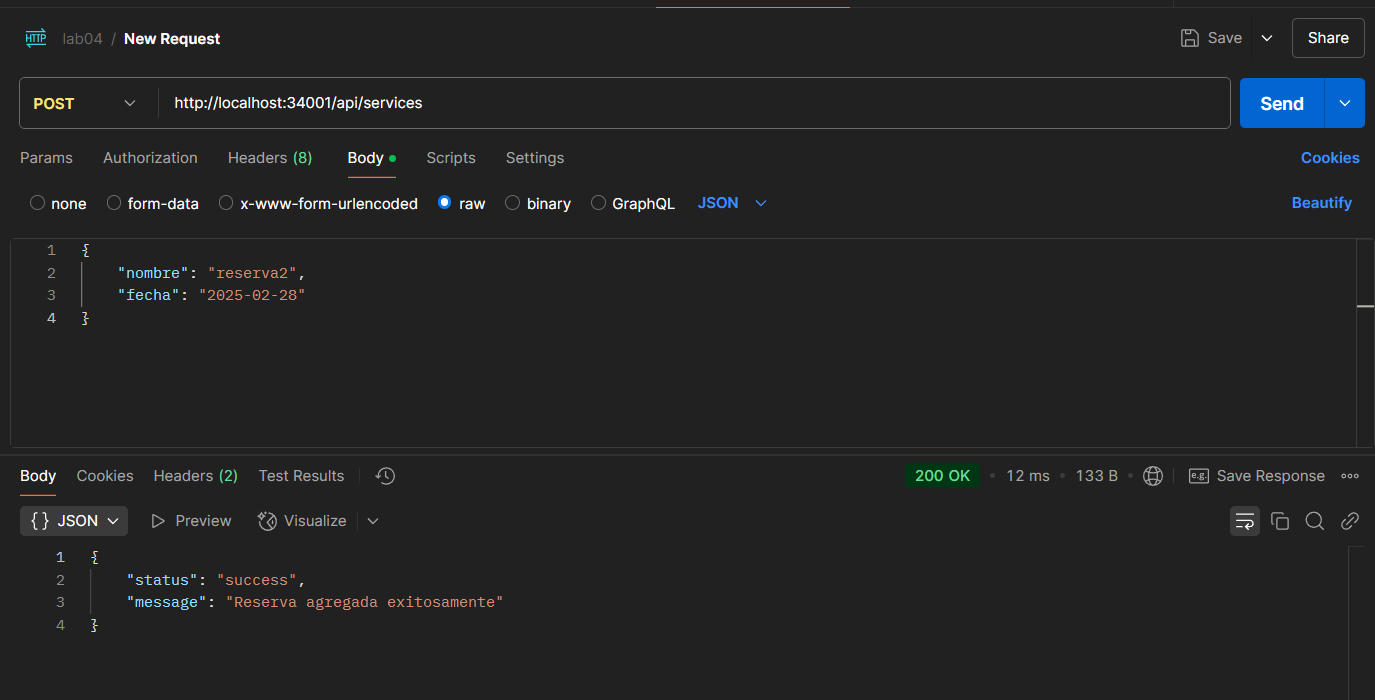 HTTP lab04 / New Request Save Share
POST http://localhost:34001/api/services Send
Params Authorization Headers (8) Body Scripts Settings Cookies
none form-data x-www-form-urlencoded raw binary GraphQL JSON Beautify
1 {
2 "nombre": "reserva2",
3 "fecha": "2025-02-28"
4 }
Body Cookies Headers (2) Test Results 200 OK • 12 ms • 133 B • e.g. Save Response
{} JSON Preview Visualize
1 {
2 "status": "success",
3 "message": "Reserva agregada exitosamente"
4 }